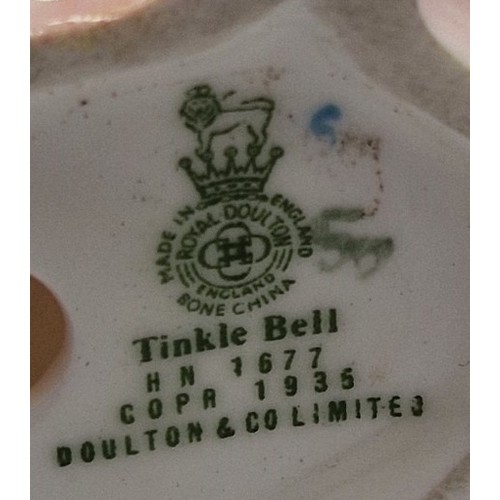 MADE IN ENGLAND
ROYAL DOULTON
ENGLAND
BONE CHINA
Tinkle Bell
HN 1677
COPR 1935
DOULTON & CO LIMITED